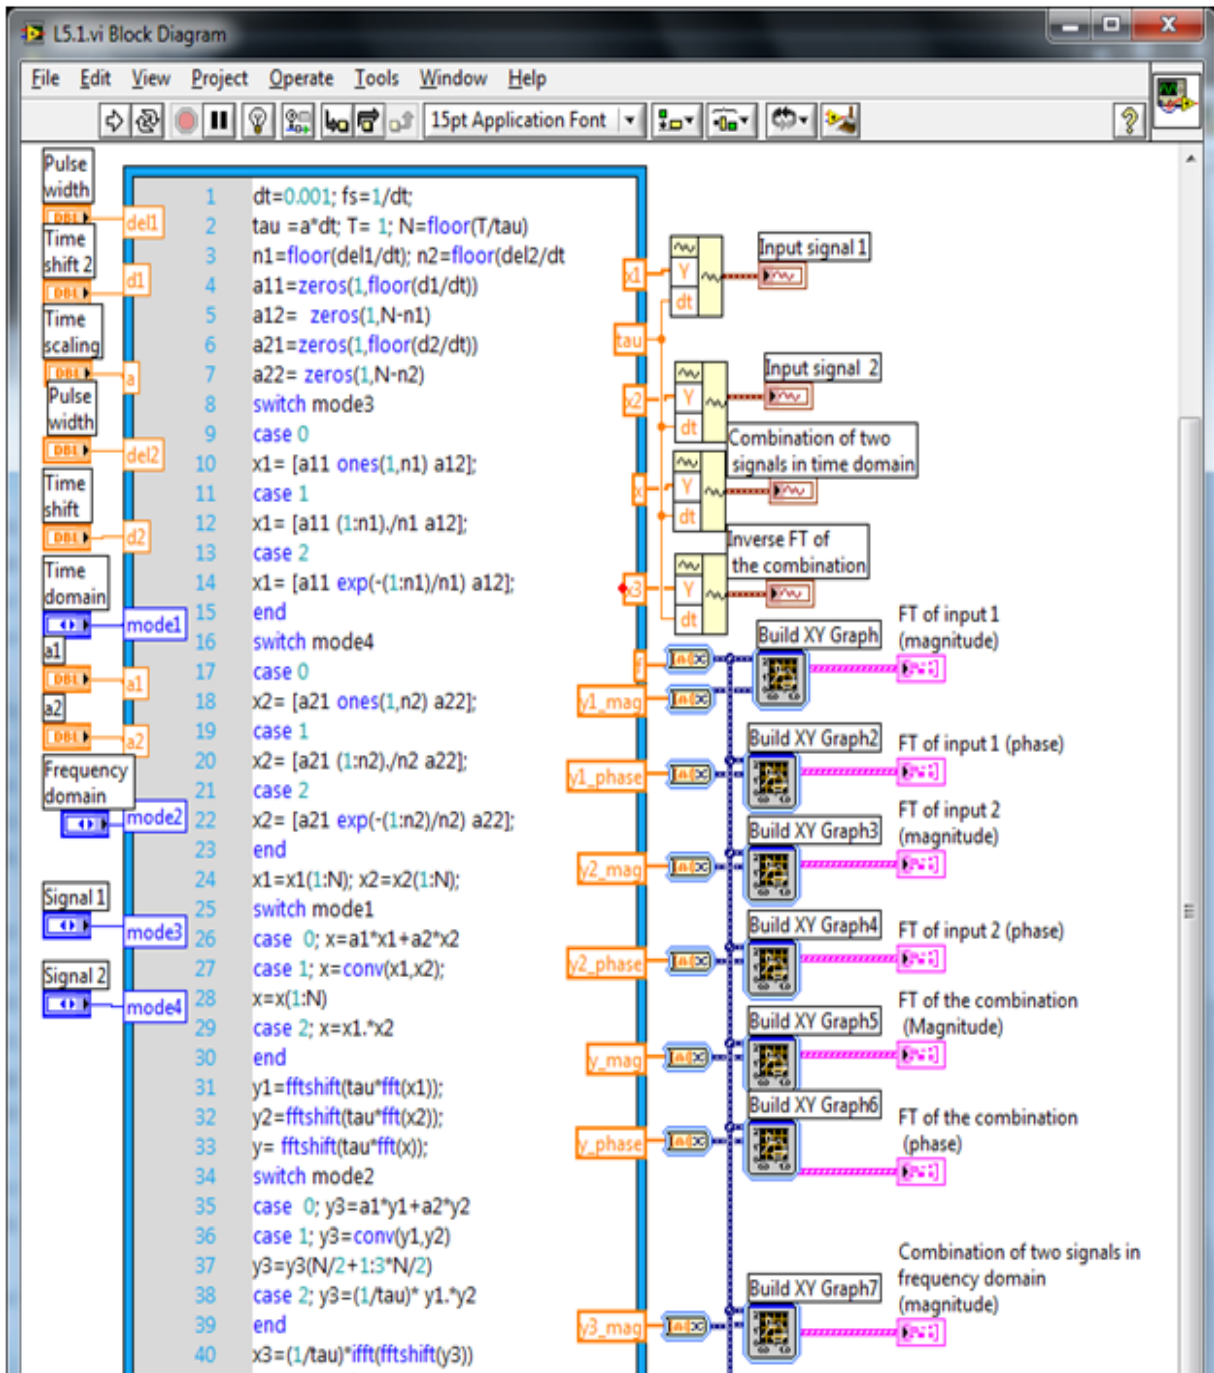 L5.1.vi Block Diagram
File Edit View Project Operate Tools Window Help
15pt Application Font
Pulse width
DBL
del1
Time shift 2
DBL
d1
Time scaling
DBL
a
Pulse width
DBL
del2
Time shift
DBL
d2
Time domain
mode1
a1
DBL
a1
a2
DBL
a2
Frequency domain
mode2
Signal 1
mode3
Signal 2
mode4
1 dt=0.001; fs=1/dt;
2 tau =a*dt; T= 1; N=floor(T/tau)
3 n1=floor(del1/dt); n2=floor(del2/dt
4 a11=zeros(1,floor(d1/dt))
5 a12= zeros(1,N-n1)
6 a21=zeros(1,floor(d2/dt))
7 a22= zeros(1,N-n2)
8 switch mode3
9 case 0
10 x1= [a11 ones(1,n1) a12];
11 case 1
12 x1= [a11 (1:n1)./n1 a12];
13 case 2
14 x1= [a11 exp(-(1:n1)/n1) a12];
15 end
16 switch mode4
17 case 0
18 x2= [a21 ones(1,n2) a22];
19 case 1
20 x2= [a21 (1:n2)./n2 a22];
21 case 2
22 x2= [a21 exp(-(1:n2)/n2) a22];
23 end
24 x1=x1(1:N); x2=x2(1:N);
25 switch mode1
26 case 0; x=a1*x1+a2*x2
27 case 1; x=conv(x1,x2);
28 x=x(1:N)
29 case 2; x=x1.*x2
30 end
31 y1=fftshift(tau*fft(x1));
32 y2=fftshift(tau*fft(x2));
33 y= fftshift(tau*fft(x));
34 switch mode2
35 case 0; y3=a1*y1+a2*y2
36 case 1; y3=conv(y1,y2)
37 y3=y3(N/2+1:3*N/2)
38 case 2; y3=(1/tau)* y1.*y2
39 end
40 x3=(1/tau)*ifft(fftshift(y3))
x1
Y
dt
Input signal 1
tau
x2
Y
dt
Input signal 2
x
Y
dt
Combination of two
signals in time domain
x3
Y
dt
Inverse FT of
the combination
f
y1_mag
Build XY Graph
FT of input 1
(magnitude)
y1_phase
Build XY Graph2
FT of input 1 (phase)
y2_mag
Build XY Graph3
FT of input 2
(magnitude)
y2_phase
Build XY Graph4
FT of input 2 (phase)
y_mag
Build XY Graph5
FT of the combination
(Magnitude)
y_phase
Build XY Graph6
FT of the combination
(phase)
y3_mag
Build XY Graph7
Combination of two signals in
frequency domain
(magnitude)